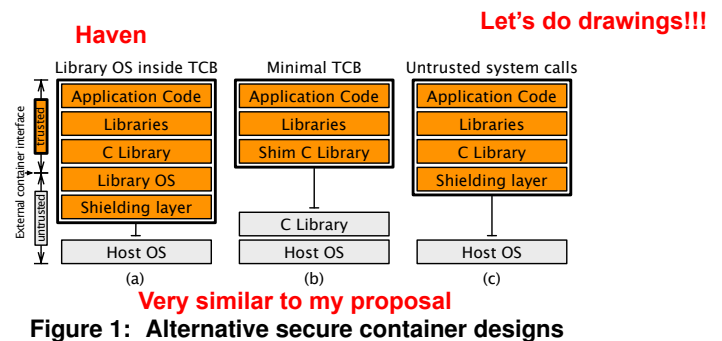 Let's do drawings!!!
Haven
Library OS inside TCB Minimal TCB Untrusted system calls
Application Code Application Code Application Code
Libraries Libraries Libraries
C Library Shim C Library C Library
Library OS Shielding layer
Shielding layer
C Library
Host OS Host OS Host OS
(a) (b) (c)
External container interface
trusted
untrusted
Very similar to my proposal
Figure 1: Alternative secure container designs